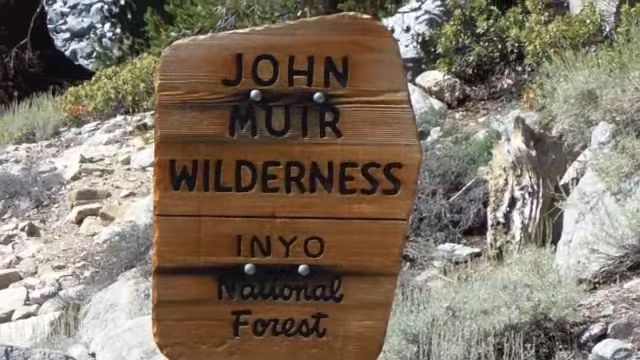 JOHN
MUIR
WILDERNESS
INYO
National
Forest